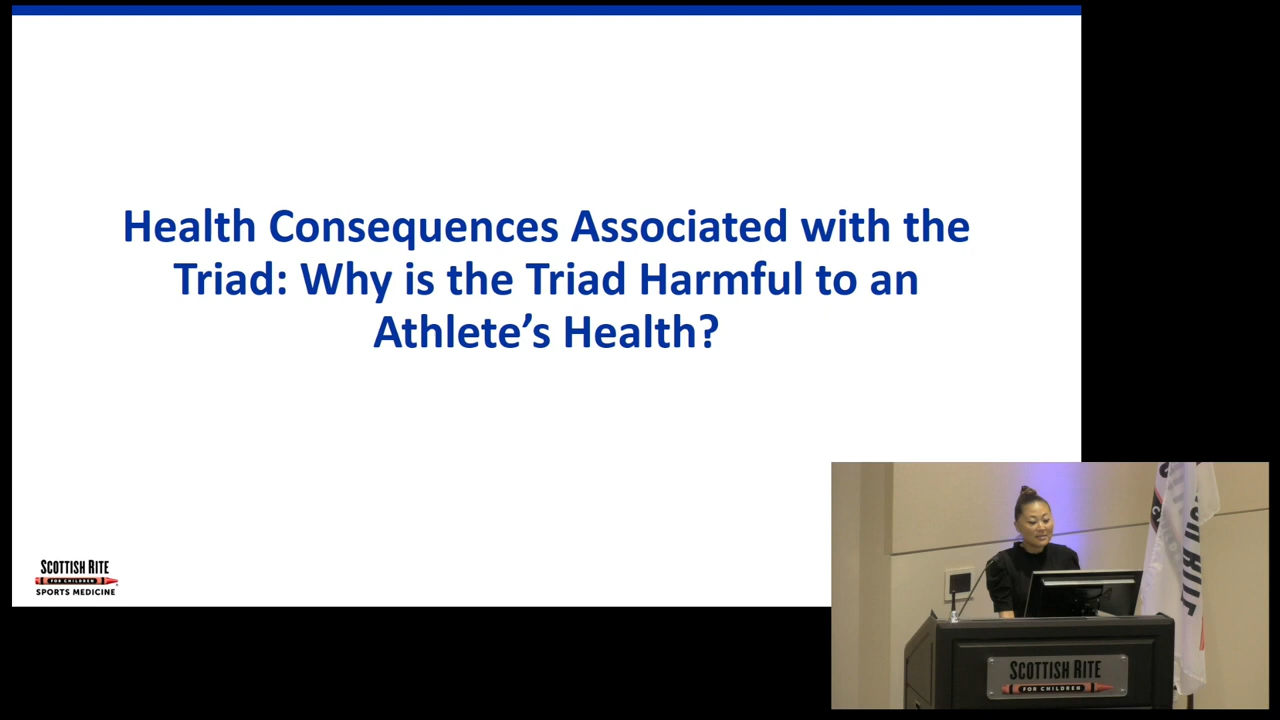 Health Consequences Associated with the
Triad: Why is the Triad Harmful to an
Athlete’s Health?
SCOTTISH RITE
FOR CHILDREN
SPORTS MEDICINE
SCOTTISH RITE
FOR CHILDREN